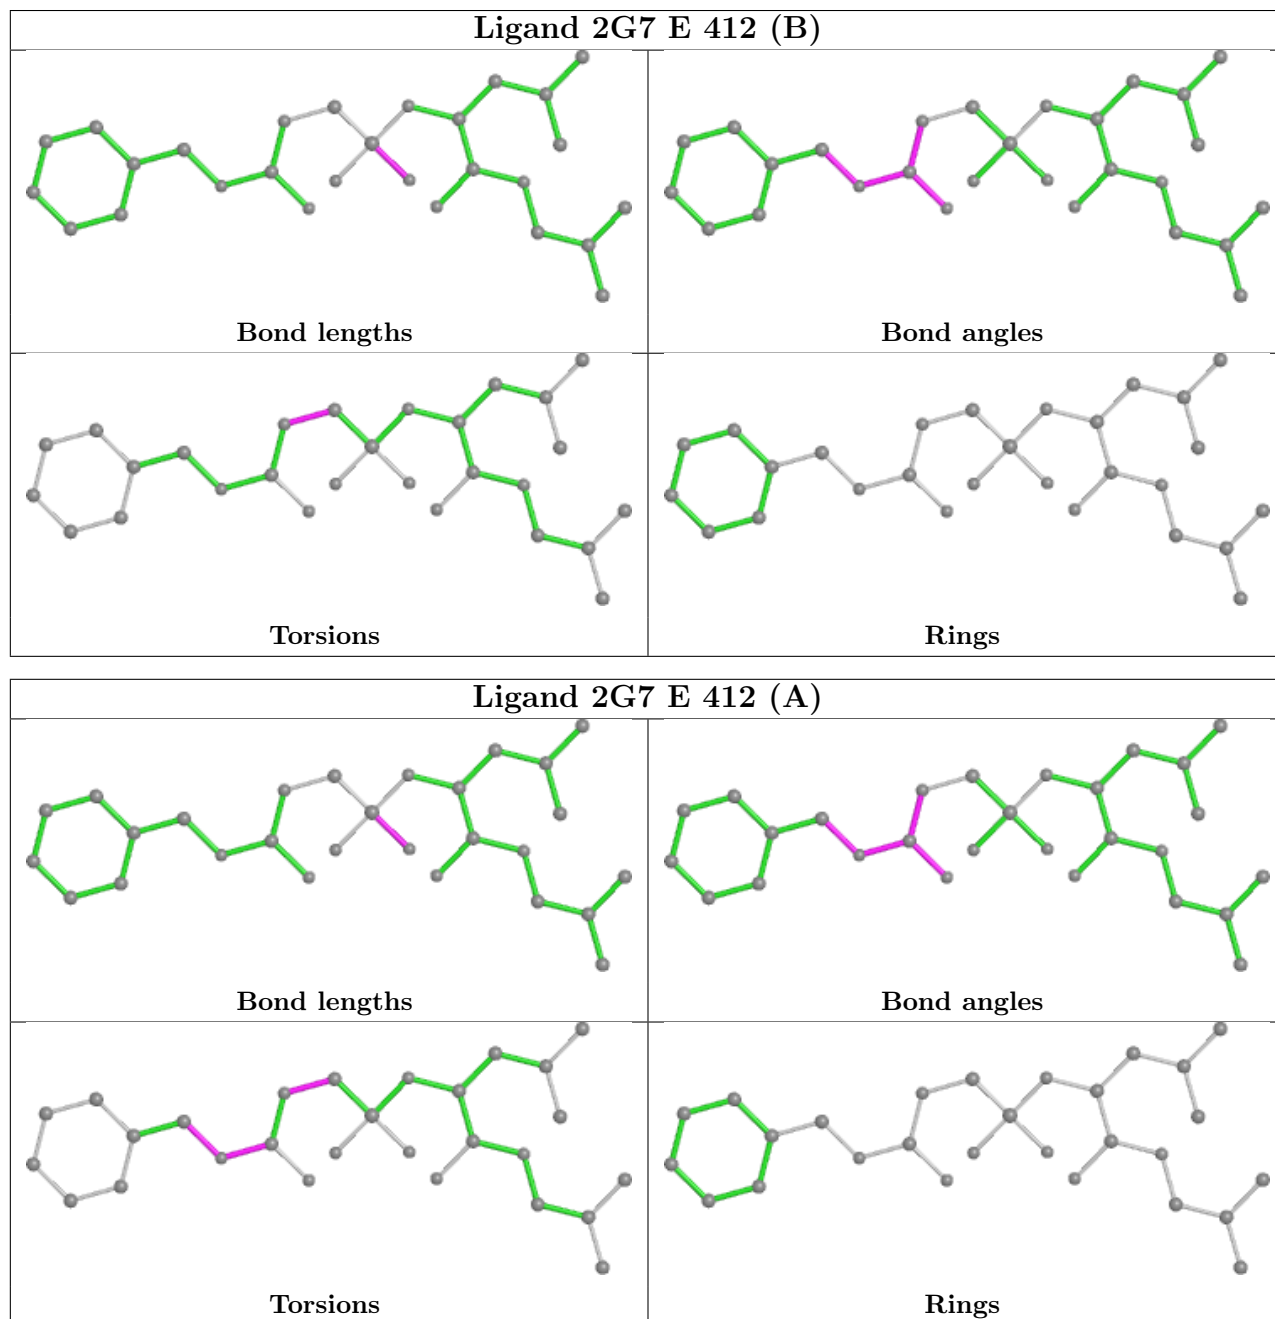 Ligand 2G7 E 412 (B)
Bond lengths
Bond angles
Torsions
Rings
Ligand 2G7 E 412 (A)
Bond lengths
Bond angles
Torsions
Rings